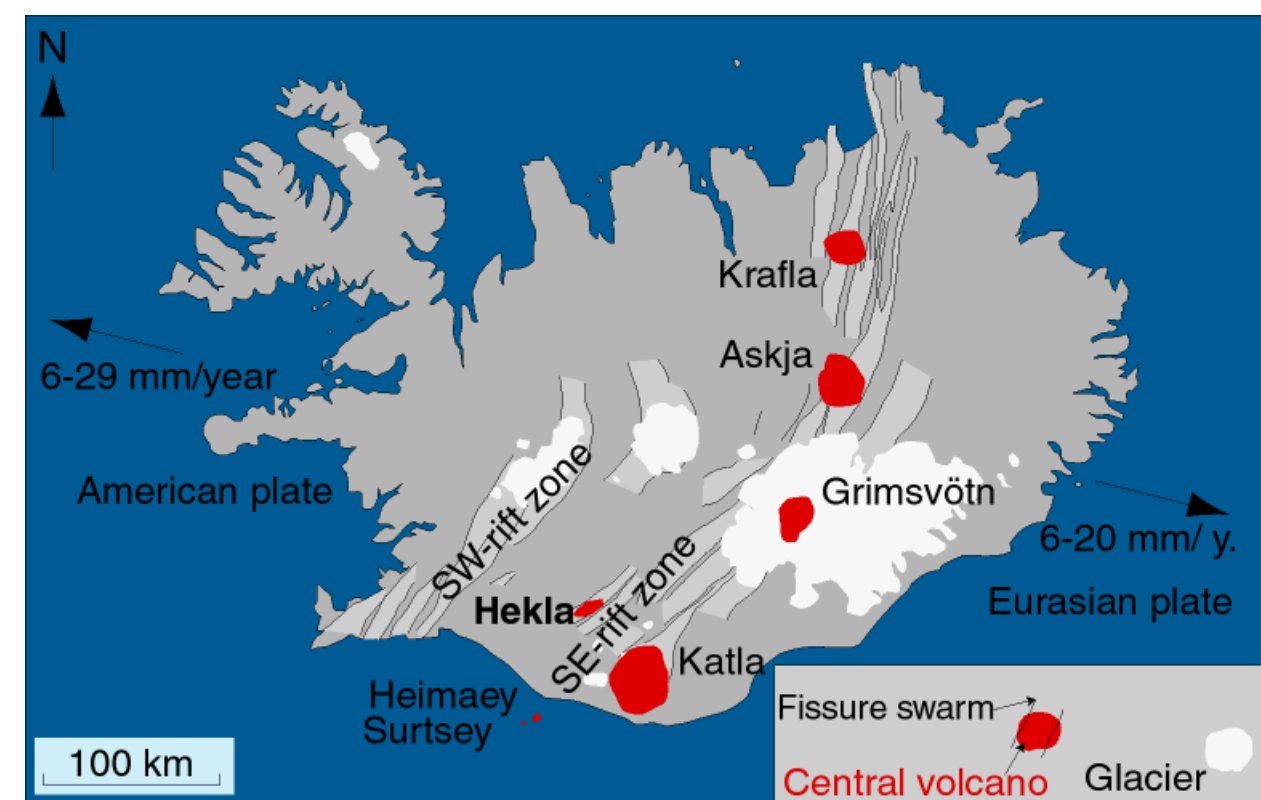 N
Krafla
Askja
6-29 mm/year
American plate
Grimsvötn
SW-rift zone
6-20 mm/ y.
Hekla
SE-rift zone
Eurasian plate
Katla
Heimaey
Surtsey
Fissure swarm
100 km
Central volcano
Glacier